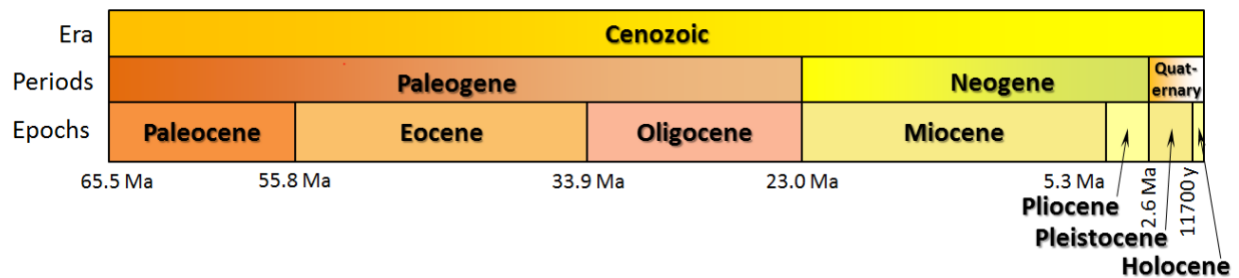 Era Cenozoic
Periods Paleogene Neogene Quat-
ernary
Epochs Paleocene Eocene Oligocene Miocene
65.5 Ma 55.8 Ma 33.9 Ma 23.0 Ma 5.3 Ma 2.6 Ma 11700 y
Pliocene
Pleistocene
Holocene